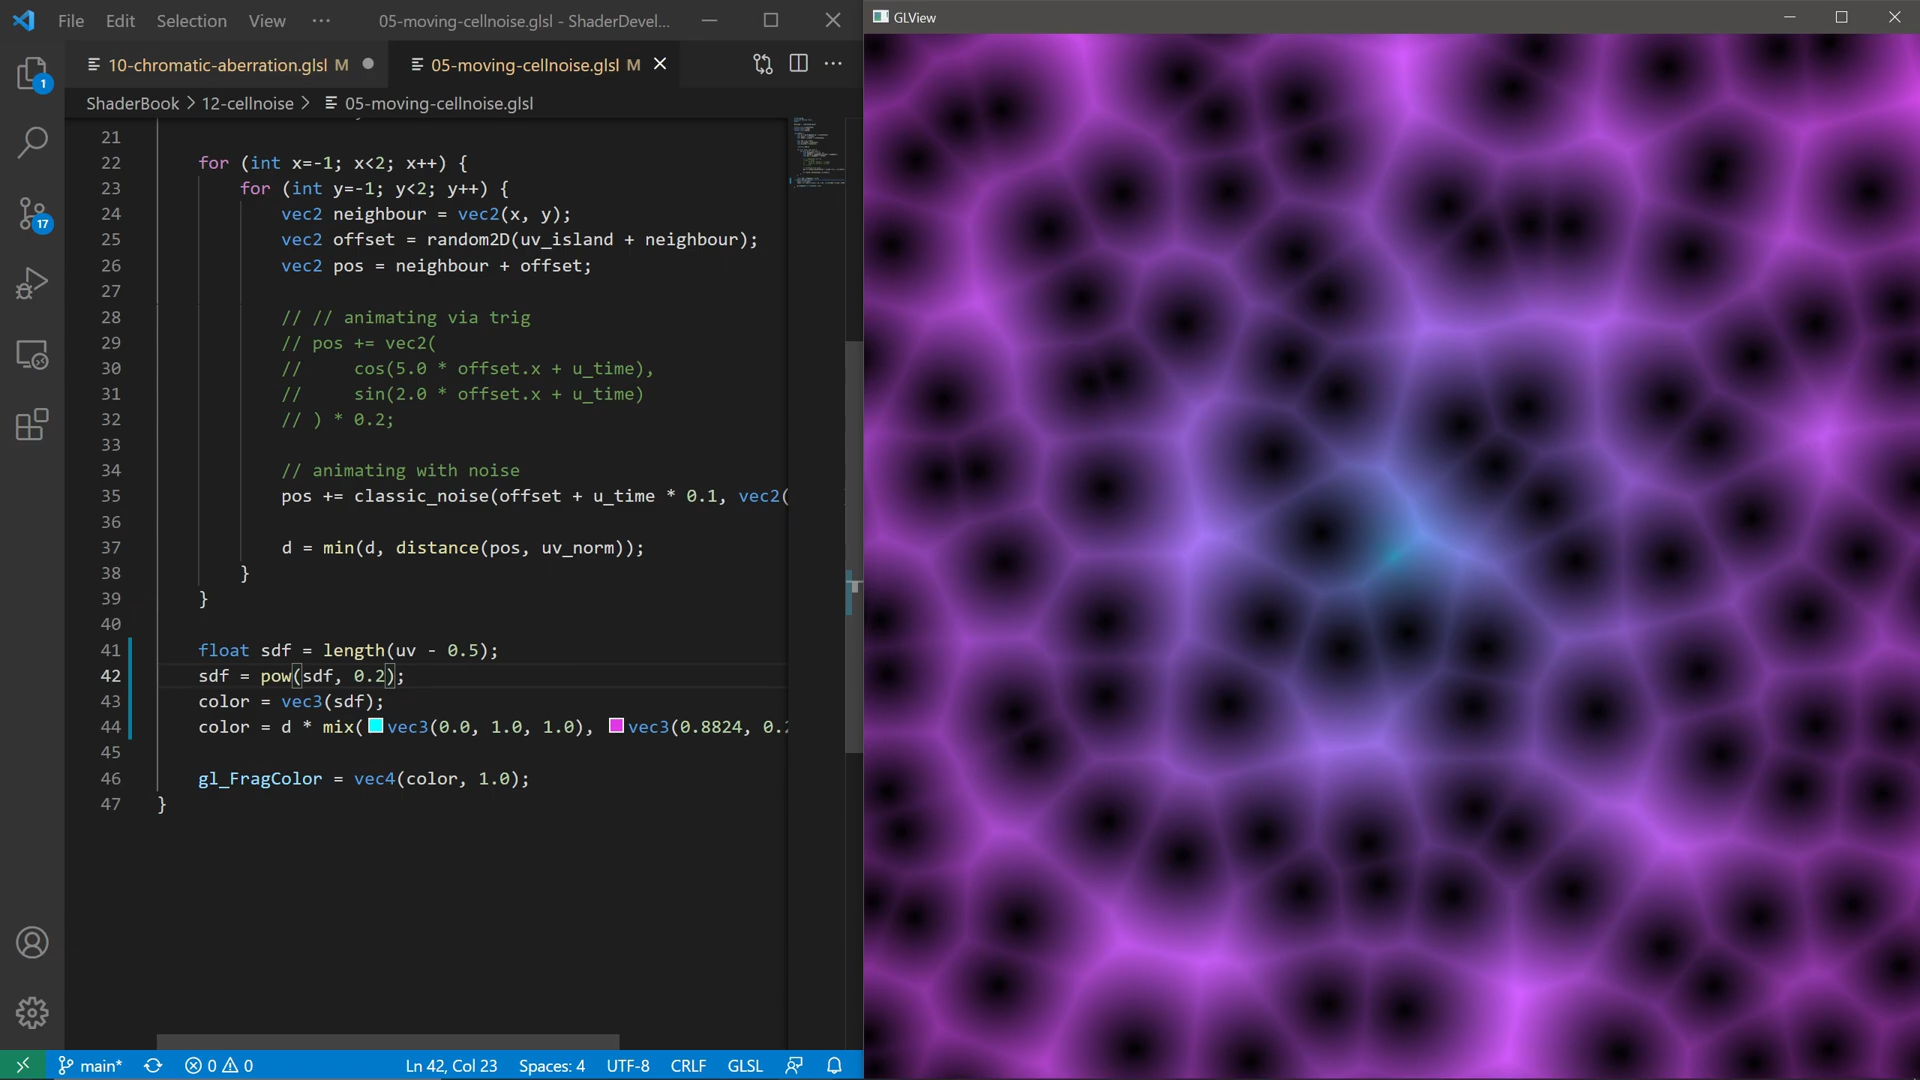 File Edit Selection View ··· 05-moving-cellnoise.glsl - ShaderDevel...
GLView
10-chromatic-aberration.glsl M
05-moving-cellnoise.glsl M
ShaderBook > 12-cellnoise > 05-moving-cellnoise.glsl
1
17
21
22 for (int x=-1; x<2; x++) {
23 for (int y=-1; y<2; y++) {
24 vec2 neighbour = vec2(x, y);
25 vec2 offset = random2D(uv_island + neighbour);
26 vec2 pos = neighbour + offset;
27
28 // // animating via trig
29 // pos += vec2(
30 // cos(5.0 * offset.x + u_time),
31 // sin(2.0 * offset.x + u_time)
32 // ) * 0.2;
33
34 // animating with noise
35 pos += classic_noise(offset + u_time * 0.1, vec2(
36
37 d = min(d, distance(pos, uv_norm));
38 }
39 }
40
41 float sdf = length(uv - 0.5);
42 sdf = pow(sdf, 0.2);
43 color = vec3(sdf);
44 color = d * mix(vec3(0.0, 1.0, 1.0), vec3(0.8824, 0.2
45
46 gl_FragColor = vec4(color, 1.0);
47 }
main* 0 0 Ln 42, Col 23 Spaces: 4 UTF-8 CRLF GLSL